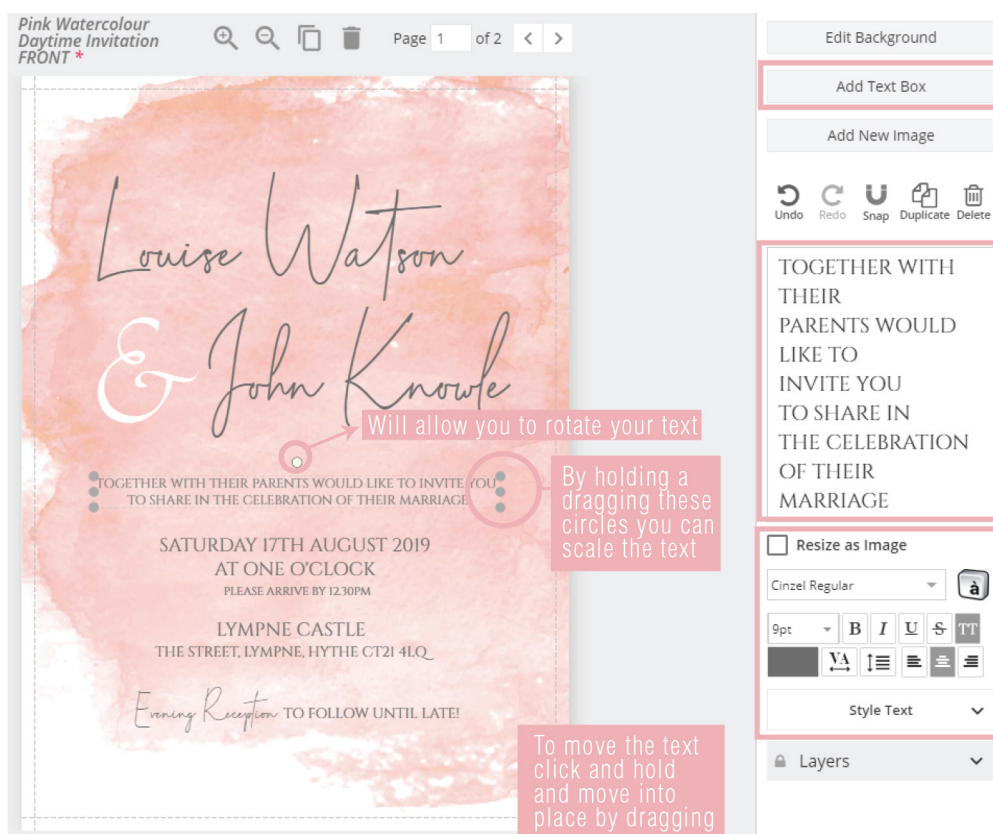 Pink Watercolour
Daytime Invitation
FRONT *
Page 1 of 2 < >
Louise Watson
& John Knowle
Will allow you to rotate your text
TOGETHER WITH THEIR PARENTS WOULD LIKE TO INVITE YOU
TO SHARE IN THE CELEBRATION OF THEIR MARRIAGE
By holding a
dragging these
circles you can
scale the text
SATURDAY 17TH AUGUST 2019
AT ONE O'CLOCK
PLEASE ARRIVE BY 12.30PM
LYMPNE CASTLE
THE STREET, LYMPNE, HYTHE CT21 4LQ
Evening Reception TO FOLLOW UNTIL LATE!
To move the text
click and hold
and move into
place by dragging
Edit Background
Add Text Box
Add New Image
Undo Redo Snap Duplicate Delete
TOGETHER WITH
THEIR
PARENTS WOULD
LIKE TO
INVITE YOU
TO SHARE IN
THE CELEBRATION
OF THEIR
MARRIAGE
Resize as Image
Cinzel Regular à
9pt B I U S TT
VA
Style Text
Layers